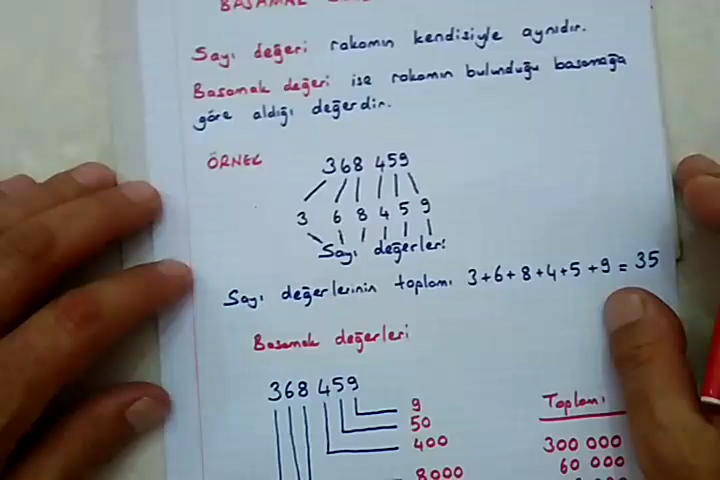 BASAMAK
Sayı değeri rakamın kendisiyle aynıdır.
Basamak değeri ise rakamın bulunduğu basamağa
göre aldığı değerdir.
ÖRNEK 368 459
3 6 8 4 5 9
Sayı değerleri
Sayı değerlerinin toplamı 3+6+8+4+5+9=35
Basamak değerleri
368 459
9
50
400
8000
Toplamı
300 000
60 000